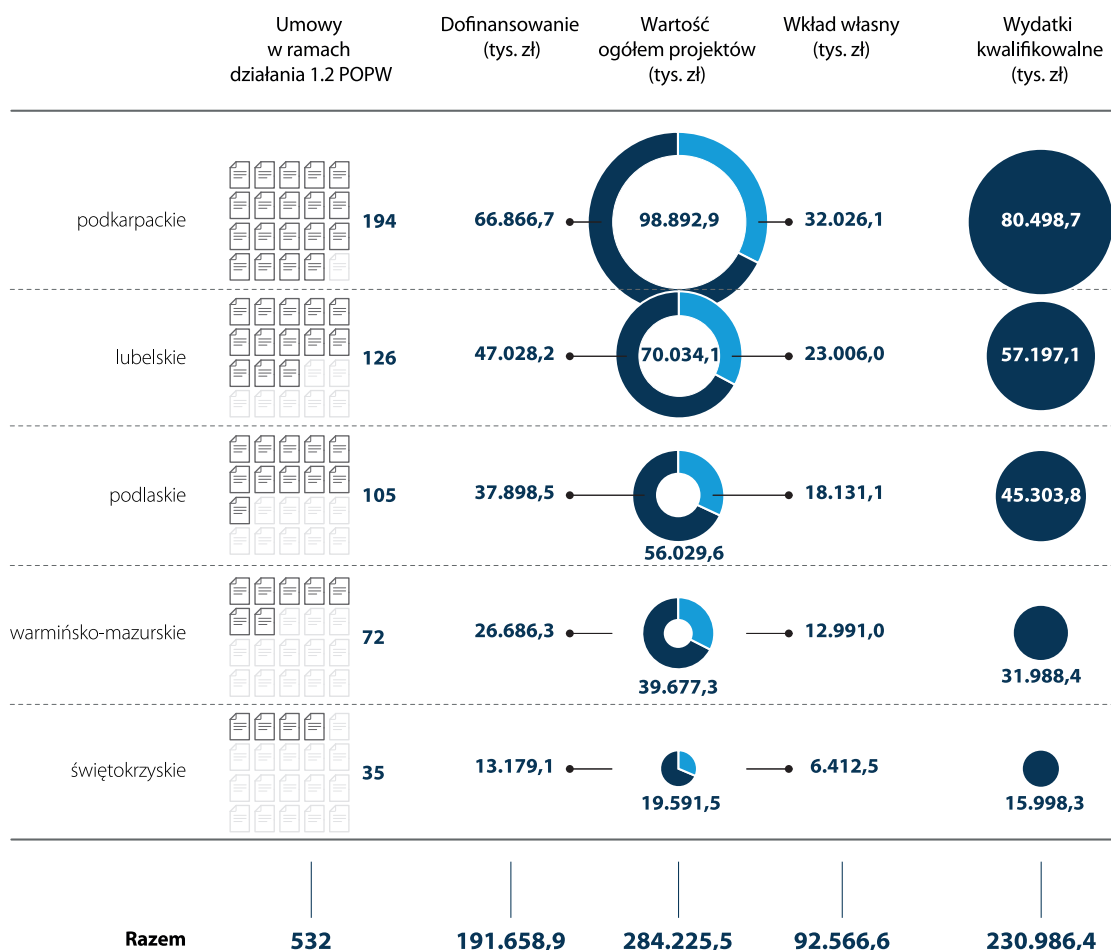 Umowy
w ramach
działania 1.2 POPW
Dofinansowanie
(tys. zł)
Wartość
ogółem projektów
(tys. zł)
Wkład własny
(tys. zł)
Wydatki
kwalifikowalne
(tys. zł)
podkarpackie 194 66.866,7 98.892,9 32.026,1 80.498,7
lubelskie 126 47.028,2 70.034,1 23.006,0 57.197,1
podlaskie 105 37.898,5 18.131,1 45.303,8
56.029,6
warmińsko-mazurskie 72 26.686,3 12.991,0
39.677,3 31.988,4
świętokrzyskie 35 13.179,1 6.412,5
19.591,5 15.998,3
Razem 532 191.658,9 284.225,5 92.566,6 230.986,4